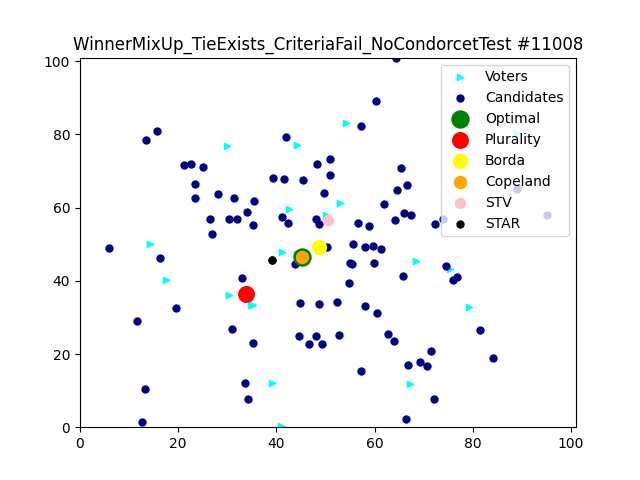 WinnerMixUp_TieExists_CriteriaFail_NoCondorcetTest #11008
100
80
60
40
20
0
Voters
Candidates
Optimal
Plurality
Borda
Copeland
STV
STAR
0 20 40 60 80 100